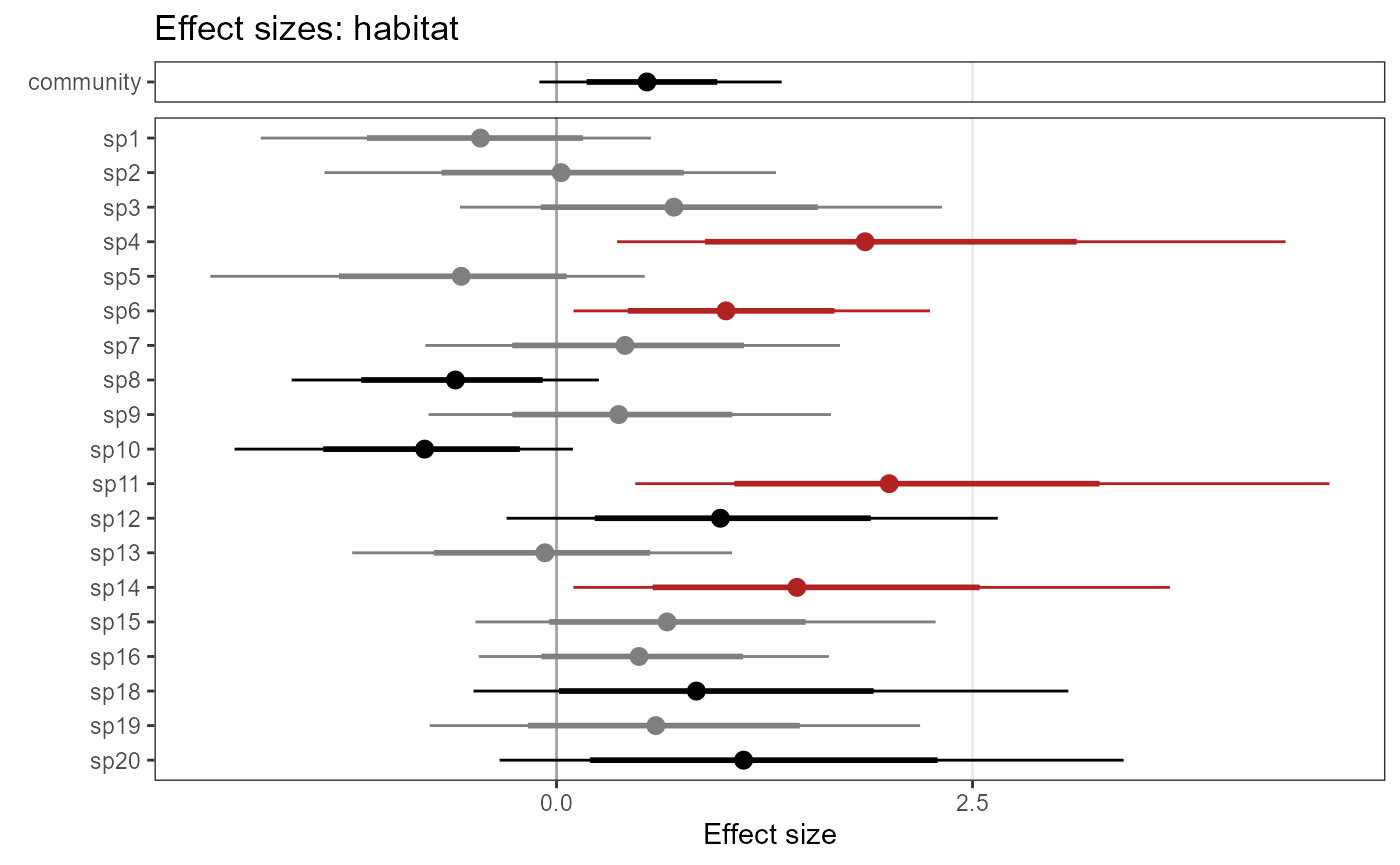 Effect sizes: habitat
community
sp1
sp2
sp3
sp4
sp5
sp6
sp7
sp8
sp9
sp10
sp11
sp12
sp13
sp14
sp15
sp16
sp18
sp19
sp20
0.0 2.5
Effect size